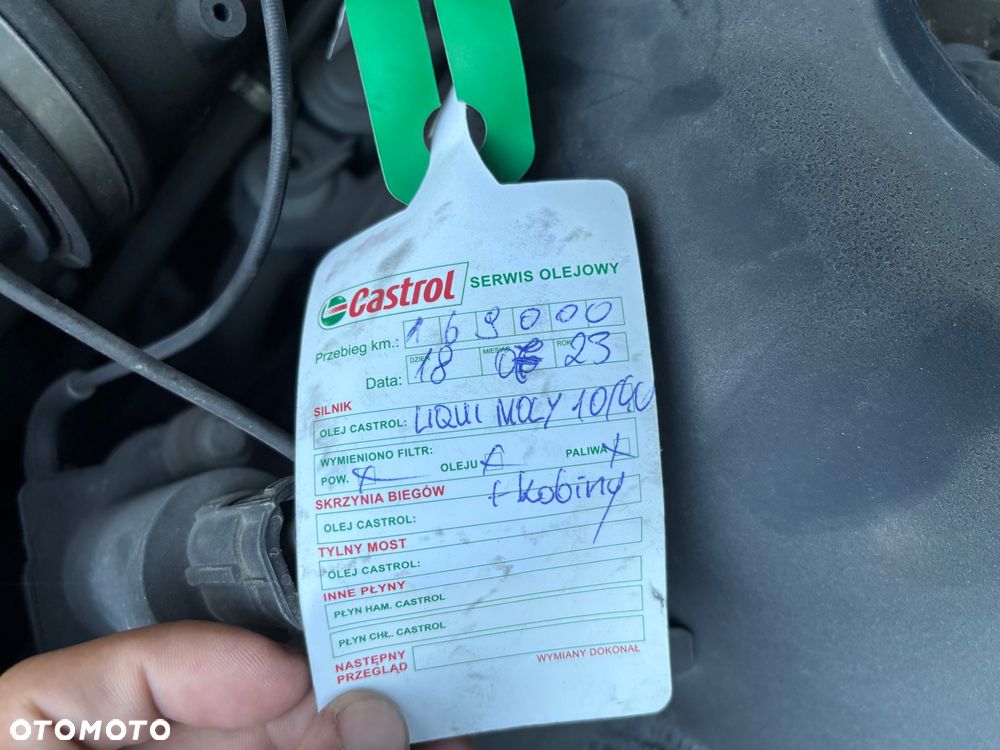 Castrol SERWIS OLEJOWY
Przebieg km.: 169000
Data: DZIEŃ 18 MIESIĄC ROK 23
SILNIK
OLEJ CASTROL: LIQUI MOLY 10/40
WYMIENIONO FILTR:
POW. X OLEJU X PALIWA X
SKRZYNIA BIEGÓW + kabiny
OLEJ CASTROL:
TYLNY MOST
OLEJ CASTROL:
INNE PŁYNY
PŁYN HAM. CASTROL
PŁYN CHŁ. CASTROL
NASTĘPNY PRZEGLĄD
WYMIANY DOKONAŁ
OTOMOTO